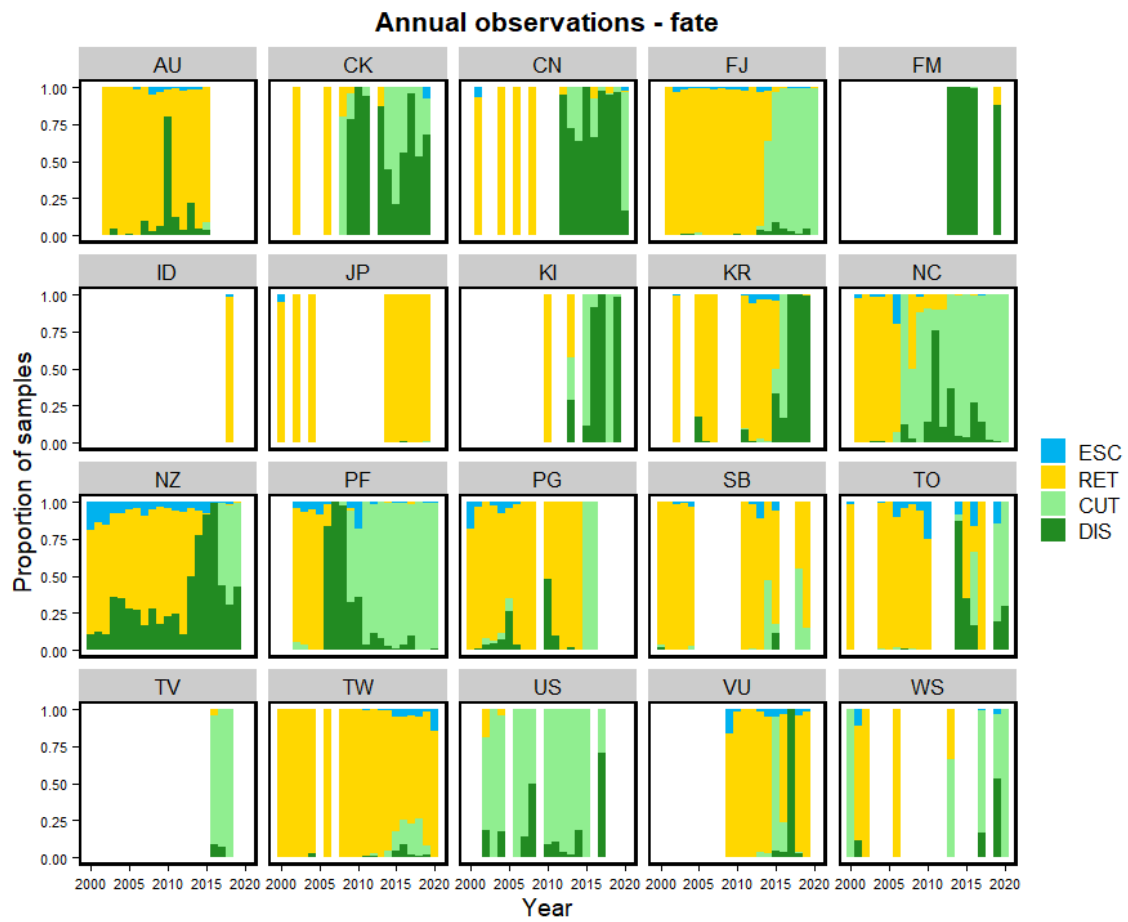 Annual observations - fate
AU CK CN FJ FM
1.00
0.75
0.50
0.25
0.00
ID JP KI KR NC
1.00
0.75
0.50
0.25
0.00
NZ PF PG SB TO
1.00
0.75
0.50
0.25
0.00
TV TW US VU WS
1.00
0.75
0.50
0.25
0.00
2000 2005 2010 2015 2020 2000 2005 2010 2015 2020 2000 2005 2010 2015 2020 2000 2005 2010 2015 2020 2000 2005 2010 2015 2020
Year
Proportion of samples
ESC
RET
CUT
DIS